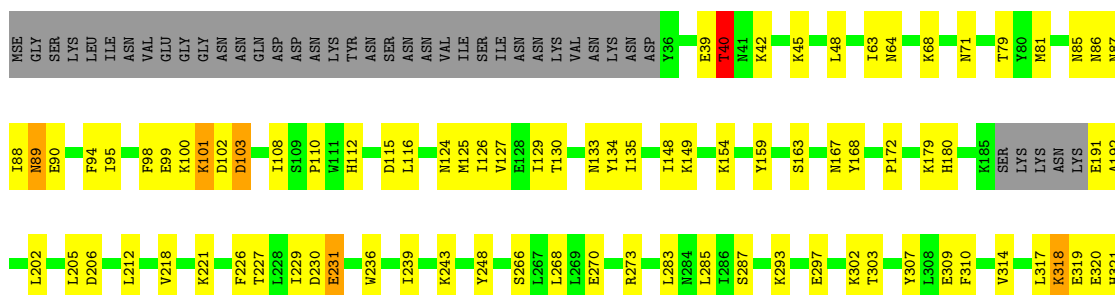 MSE GLY SER LYS LEU ILE ASN VAL GLU GLY GLY ASN ASN GLN ASP ASP ASN LYS TYR ASN SER ASN ASN VAL ILE SER ILE ASN ASN LYS VAL ASN LYS ASN ASP Y36 E39 T40 N41 K42 K45 L48 I63 N64 K68 N71 T79 Y80 M81 N85 N86 N87
I88 N89 E90 F94 I95 F98 E99 K100 K101 D102 D103 I108 S109 P110 W111 H112 D115 L116 N124 M125 I126 V127 E128 I129 T130 N133 Y134 I135 I148 K149 K154 Y159 S163 N167 Y168 P172 K179 H180 K185 SER LYS LYS ASN LYS E191 A192
L202 L205 D206 L212 V218 K221 F226 T227 L228 I229 D230 E231 W236 I239 K243 Y248 S266 L267 L268 L269 E270 R273 L283 N284 L285 I286 S287 K293 E297 K302 T303 Y307 L308 E309 F310 V314 L317 K318 E319 E320